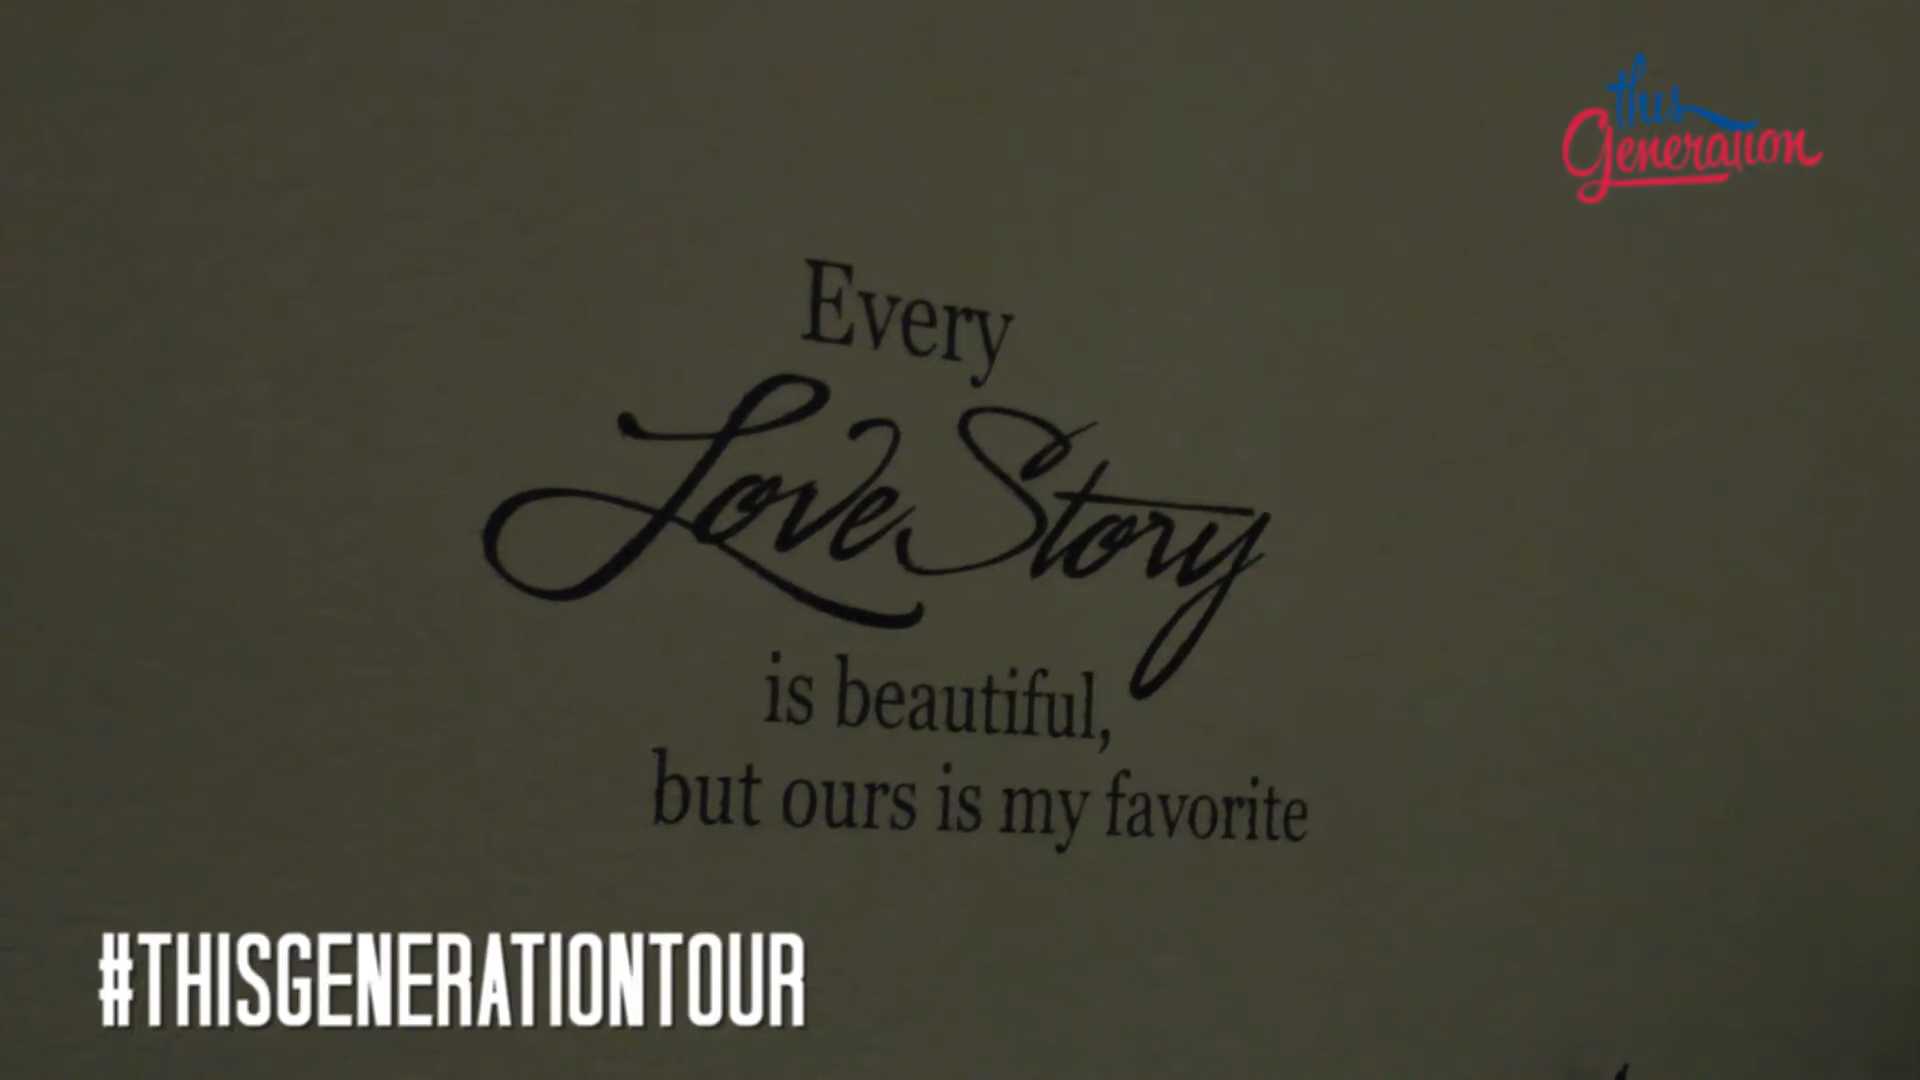 this
Generation
Every
Love Story
is beautiful,
but ours is my favorite
#THISGENERATIONTOUR